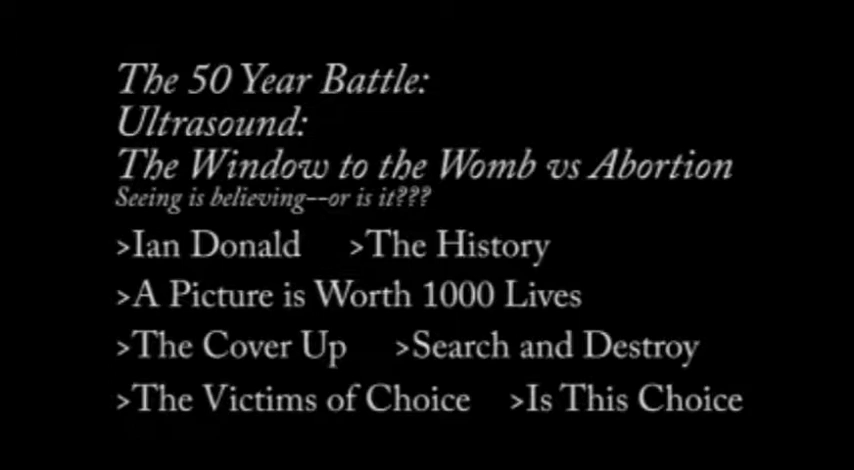 The 50 Year Battle:
Ultrasound:
The Window to the Womb vs Abortion
Seeing is believing--or is it???
>Ian Donald >The History
>A Picture is Worth 1000 Lives
>The Cover Up >Search and Destroy
>The Victims of Choice >Is This Choice